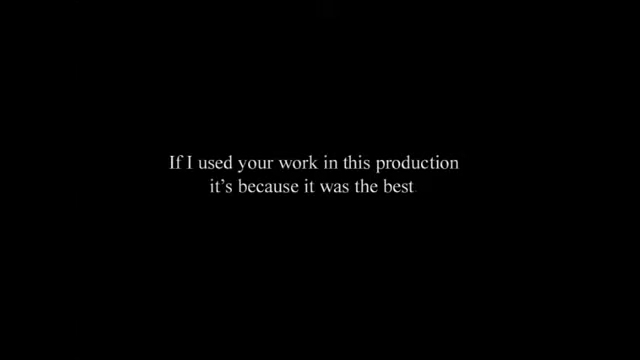 If I used your work in this production
it's because it was the best